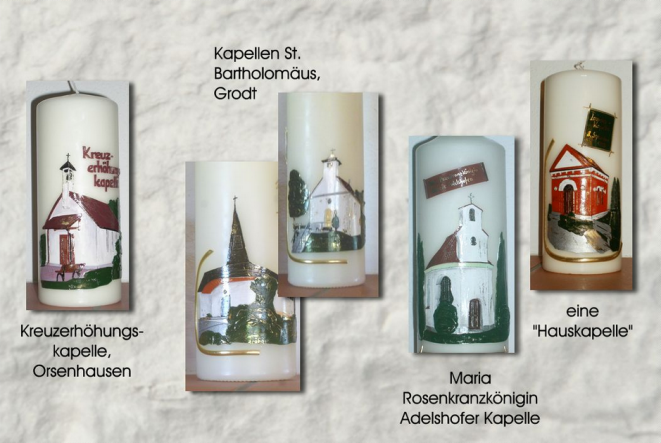 Kapellen St.
Bartholomäus,
Grodt
Kreuz-
erhöhungs
kapelle
Kreuzerhöhungs-
kapelle,
Orsenhausen
Maria
Rosenkranzkönigin
Adelshofer Kapelle
eine
"Hauskapelle"